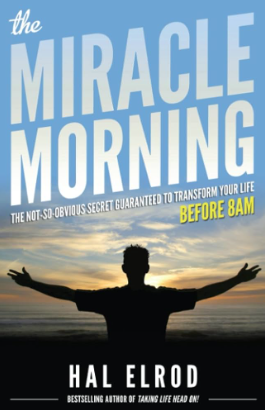 the
MIRACLE
MORNING
THE NOT-SO-OBVIOUS SECRET GUARANTEED TO TRANSFORM YOUR LIFE
BEFORE 8AM
HAL ELROD
BESTSELLING AUTHOR OF TAKING LIFE HEAD ON!